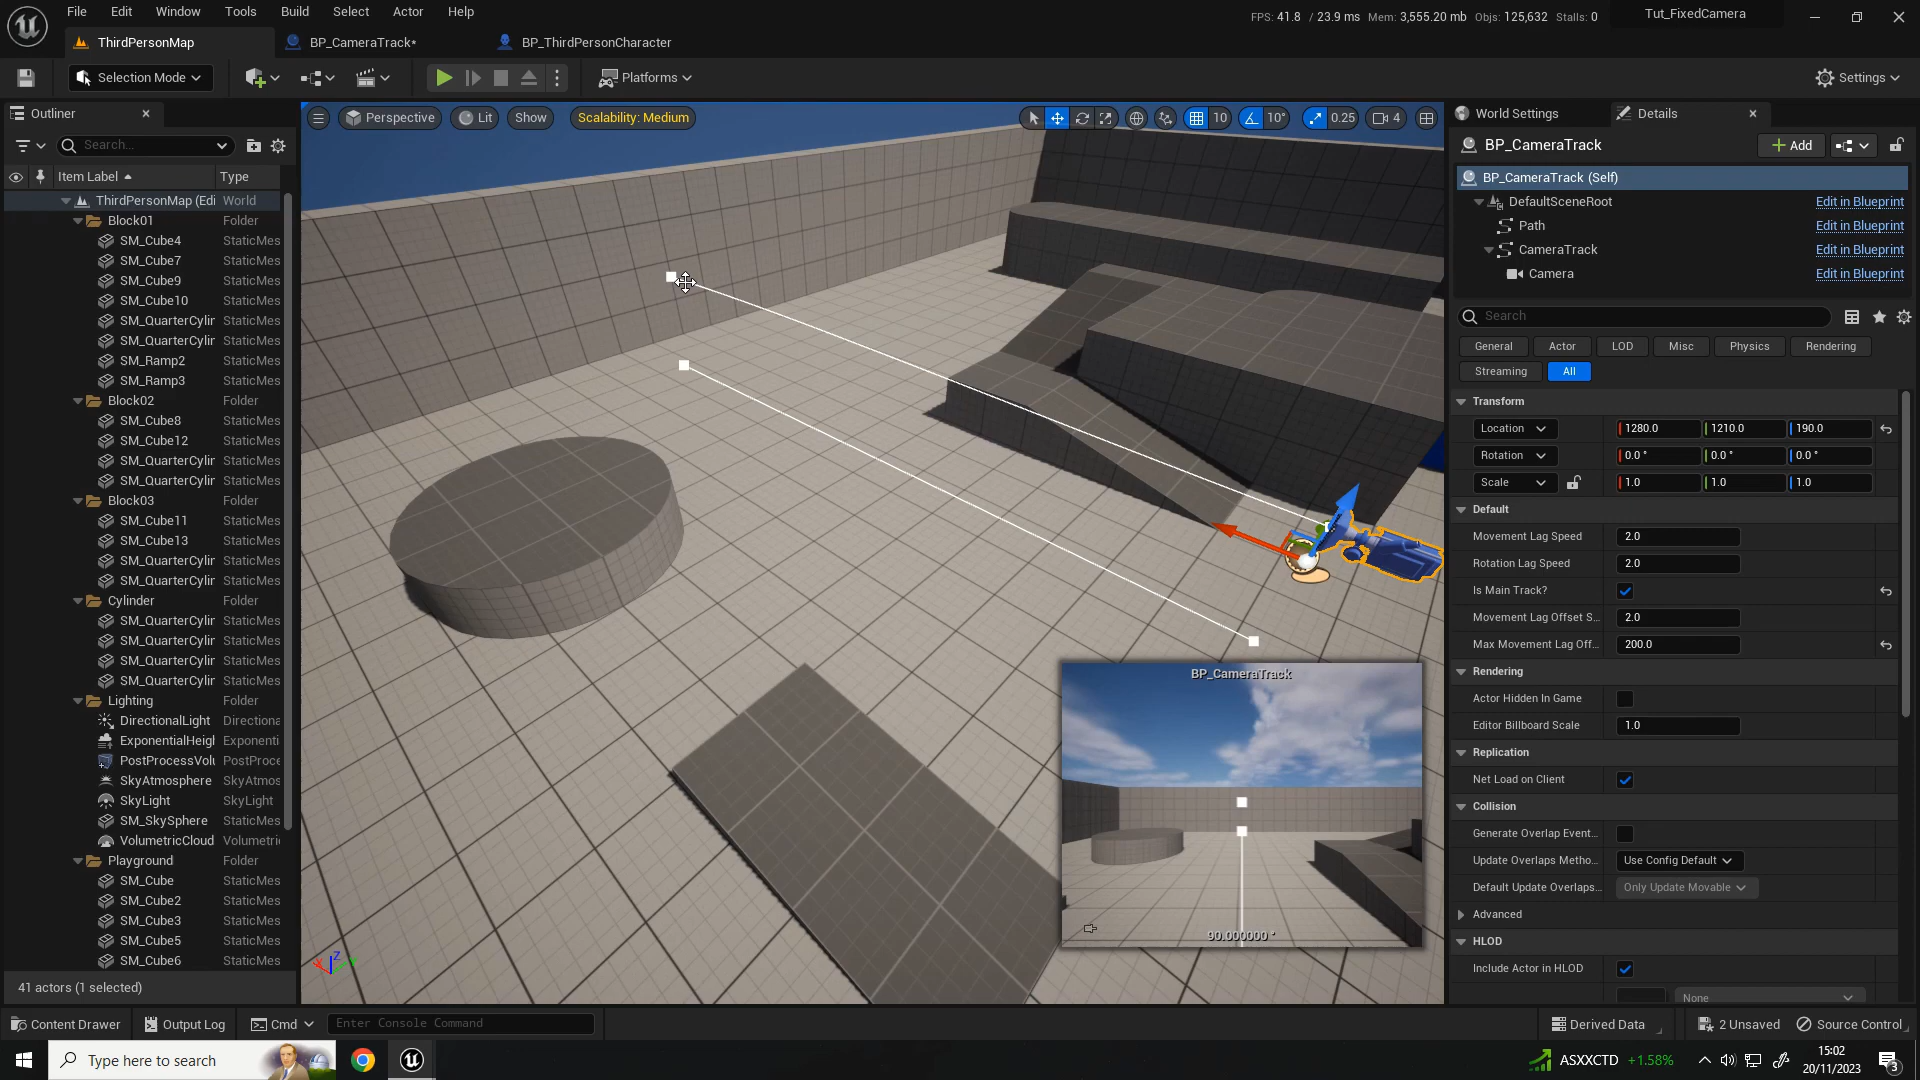 File Edit Window Tools Build Select Actor Help
FPS: 41.8 / 23.9 ms Mem: 3,555.20 mb Objs: 125,632 Stalls: 0
Tut_FixedCamera
ThirdPersonMap
BP_CameraTrack*
BP_ThirdPersonCharacter
Selection Mode
Platforms
Settings
Outliner
Search...
Item Label Type
ThirdPersonMap (Edi World
Block01 Folder
SM_Cube4 StaticMes
SM_Cube7 StaticMes
SM_Cube9 StaticMes
SM_Cube10 StaticMes
SM_QuarterCylin StaticMes
SM_QuarterCylin StaticMes
SM_Ramp2 StaticMes
SM_Ramp3 StaticMes
Block02 Folder
SM_Cube8 StaticMes
SM_Cube12 StaticMes
SM_QuarterCylin StaticMes
SM_QuarterCylin StaticMes
Block03 Folder
SM_Cube11 StaticMes
SM_Cube13 StaticMes
SM_QuarterCylin StaticMes
SM_QuarterCylin StaticMes
Cylinder Folder
SM_QuarterCylin StaticMes
SM_QuarterCylin StaticMes
SM_QuarterCylin StaticMes
SM_QuarterCylin StaticMes
Lighting Folder
DirectionalLight Directiona
ExponentialHeigh Exponenti
PostProcessVolu PostProce
SkyAtmosphere SkyAtmos
SkyLight SkyLight
SM_SkySphere StaticMes
VolumetricCloud Volumetri
Playground Folder
SM_Cube StaticMes
SM_Cube2 StaticMes
SM_Cube3 StaticMes
SM_Cube5 StaticMes
SM_Cube6 StaticMes
41 actors (1 selected)
Perspective Lit Show Scalability: Medium
10 10° 0.25 4
BP_CameraTrack
90.000000 °
X Z Y
World Settings Details
BP_CameraTrack
Add
BP_CameraTrack (Self)
DefaultSceneRoot Edit in Blueprint
Path Edit in Blueprint
CameraTrack Edit in Blueprint
Camera Edit in Blueprint
Search
General Actor LOD Misc Physics Rendering
Streaming All
Transform
Location 1280.0 1210.0 190.0
Rotation 0.0 ° 0.0 ° 0.0 °
Scale 1.0 1.0 1.0
Default
Movement Lag Speed 2.0
Rotation Lag Speed 2.0
Is Main Track?
Movement Lag Offset S... 2.0
Max Movement Lag Off... 200.0
Rendering
Actor Hidden In Game
Editor Billboard Scale 1.0
Replication
Net Load on Client
Collision
Generate Overlap Event...
Update Overlaps Metho... Use Config Default
Default Update Overlaps... Only Update Movable
Advanced
HLOD
Include Actor in HLOD
None
Content Drawer Output Log Cmd Enter Console Command
Derived Data 2 Unsaved Source Control
Type here to search
ASXXCTD +1.58%
15:02
20/11/2023
3